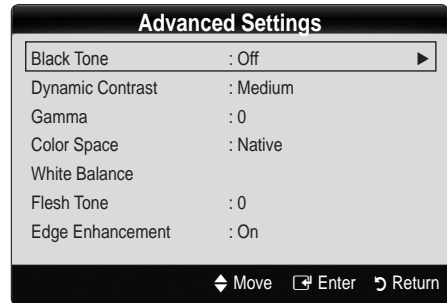 Advanced Settings
Black Tone : Off ►
Dynamic Contrast : Medium
Gamma : 0
Color Space : Native
White Balance
Flesh Tone : 0
Edge Enhancement : On
Move Enter Return